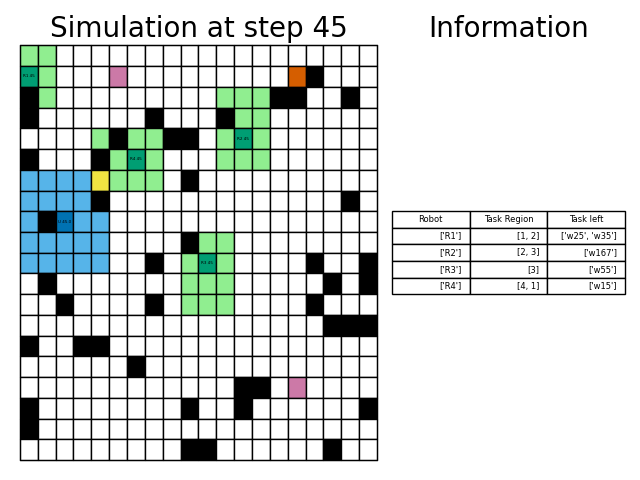 Simulation at step 45
Information
Robot Task Region Task left
['R1'] [1, 2] ['w25', 'w35']
['R2'] [2, 3] ['w167']
['R3'] [3] ['w55']
['R4'] [4, 1] ['w15']